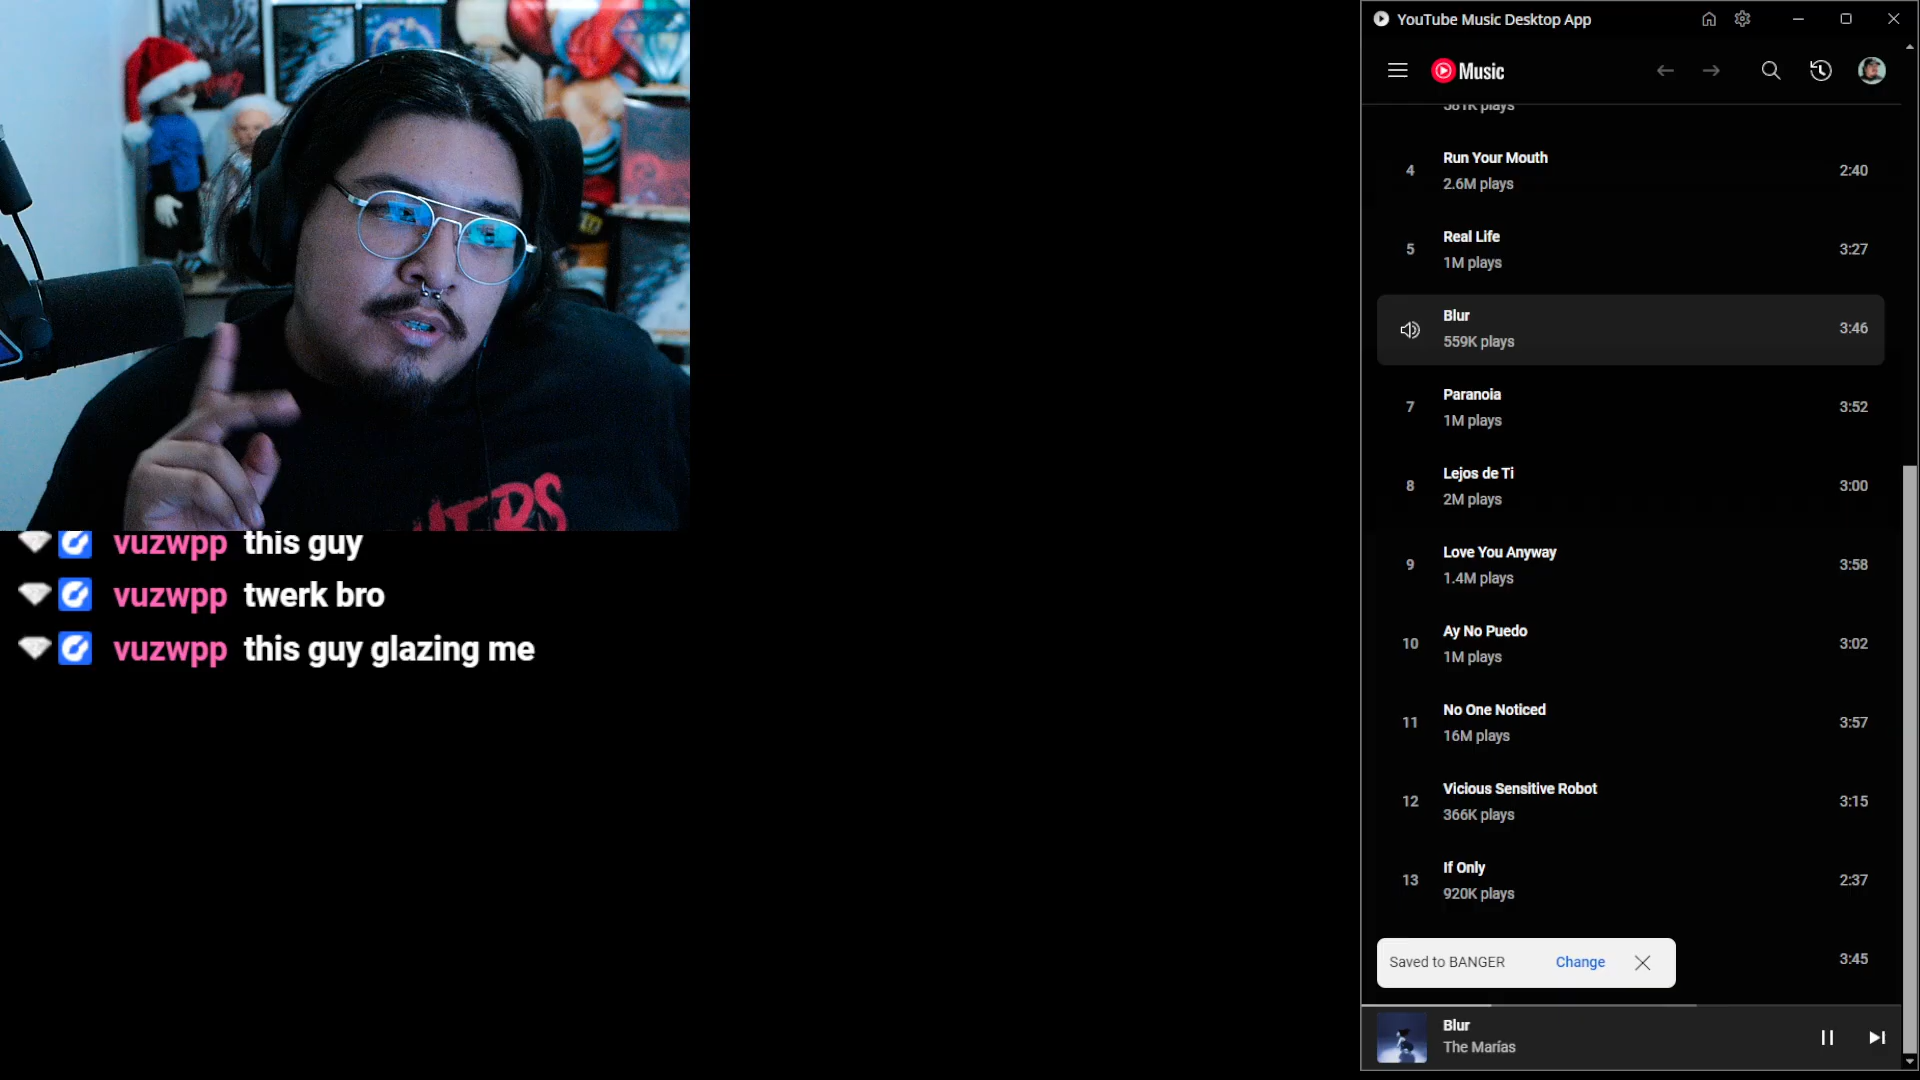 vuzwpp this guy
vuzwpp twerk bro
vuzwpp this guy glazing me
YouTube Music Desktop App
Music
381K plays
4 Run Your Mouth 2:40
2.6M plays
5 Real Life 3:27
1M plays
Blur 3:46
559K plays
7 Paranoia 3:52
1M plays
8 Lejos de Ti 3:00
2M plays
9 Love You Anyway 3:58
1.4M plays
10 Ay No Puedo 3:02
1M plays
11 No One Noticed 3:57
16M plays
12 Vicious Sensitive Robot 3:15
366K plays
13 If Only 2:37
920K plays
Saved to BANGER Change 3:45
Blur
The Marías